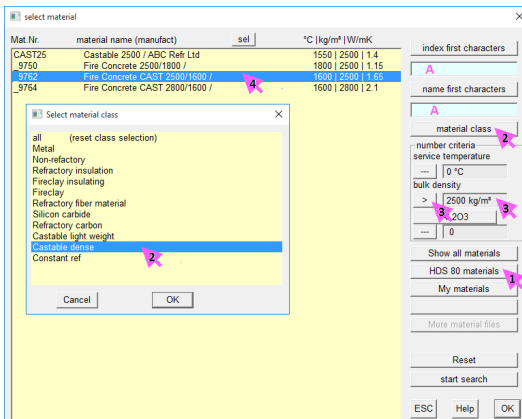 select material
Mat.Nr. material name (manufact) sel °C |kg/m³ |W/mK
CAST25 Castable 2500 / ABC Refr Ltd 1550 | 2500 | 1.4
_9750 Fire Concrete 2500/1800 / 1800 | 2500 | 1.15
_9762 Fire Concrete CAST 2500/1600 / 1600 | 2500 | 1.65
_9764 Fire Concrete CAST 2800/1600 / 1600 | 2800 | 2.1
4
Select material class
all (reset class selection)
Metal
Non-refactory
Refractory insulation
Fireclay insulating
Fireclay
Refractory fiber material
Silicon carbide
Refractory carbon
Castable light weight
Castable dense
2
Constant ref
Cancel OK
index first characters
A
name first characters
A
material class
2
number criteria
service temperature
--- 0 °C
bulk density
> 2500 kg/m³
3 3
2O3
--- 0
Show all materials
HDS 80 materials
1
My materials
More material files
Reset
start search
ESC Help OK